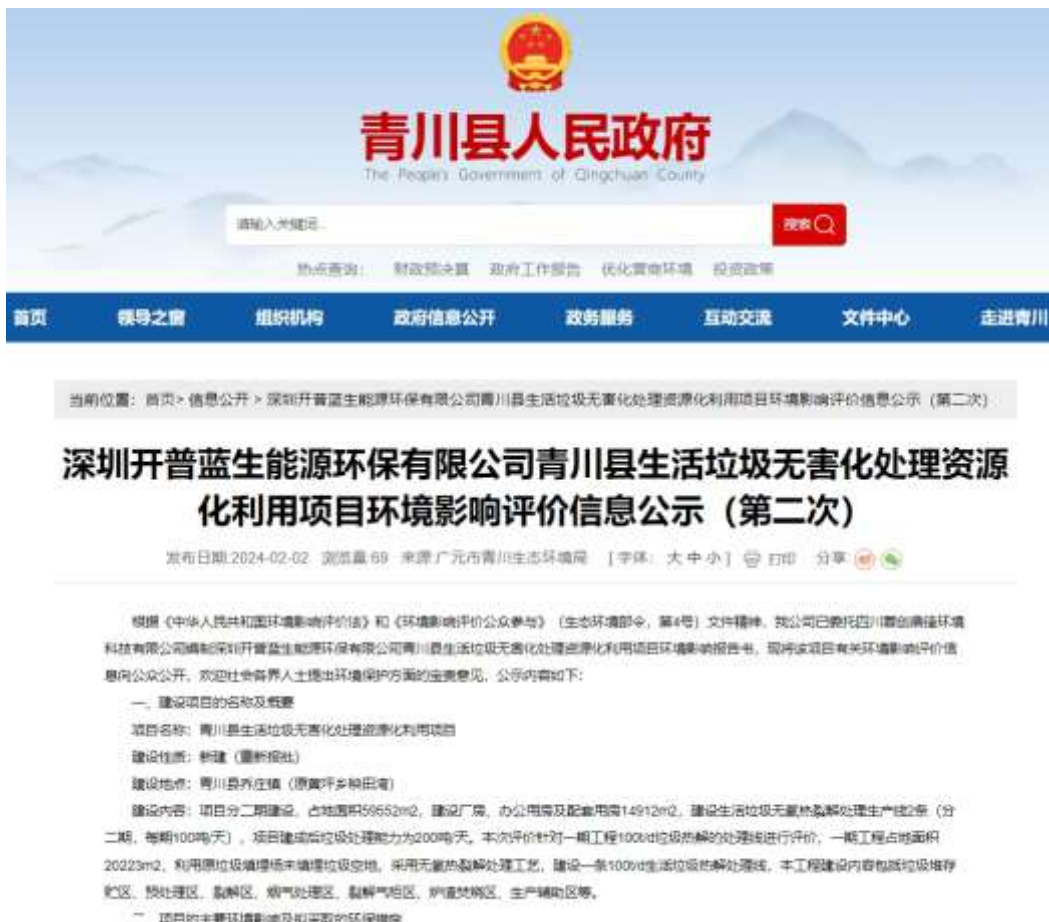 青川县人民政府
The People's Government of Qingchuan County
请输入关键词..
搜索
热点查询： 财政预决算 政府工作报告 优化营商环境 投资政策
首页 领导之窗 组织机构 政府信息公开 政务服务 互动交流 文件中心 走进青川
当前位置：首页> 信息公开 > 深圳开普蓝生能源环保有限公司青川县生活垃圾无害化处理资源化利用项目环境影响评价信息公示（第二次）
深圳开普蓝生能源环保有限公司青川县生活垃圾无害化处理资源
化利用项目环境影响评价信息公示（第二次）
发布日期:2024-02-02 浏览量:69 来源:广元市青川生态环境局 [字体：大 中 小] 打印 分享:
根据《中华人民共和国环境影响评价法》和《环境影响评价公众参与》（生态环境部令，第4号）文件精神，我公司已委托四川首创环境
科技有限公司编制深圳开普蓝生能源环保有限公司青川县生活垃圾无害化处理资源化利用项目环境影响报告书，现将该项目有关环境影响评价信
息向公众公开，欢迎社会各界人士提出环境保护方面的宝贵意见，公示内容如下：
一、建设项目的名称及概要
项目名称：青川县生活垃圾无害化处理资源化利用项目
建设性质：新建（重新报批）
建设地点：青川县乔庄镇（原黄坪乡秧田湾）
建设内容：项目分二期建设，占地面积59552m2，建设厂房、办公用房及配套用房14912m2，建设生活垃圾无氧热裂解处理生产线2条（分
二期，每期100吨/天），项目建成后垃圾处理能力为200吨/天。本次评价针对一期工程100t/d垃圾热解的处理线进行评价，一期工程占地面积
20223m2，利用原垃圾填埋场未填埋垃圾空地，采用无氧热裂解处理工艺，建设一条100t/d生活垃圾热解处理线，本工程建设内容包括垃圾堆存
贮区、预处理区、裂解区、烟气处理区、裂解气柜区、炉渣焚烧区、生产辅助区等。
二、项目的主要环境影响及拟采取的环保措施